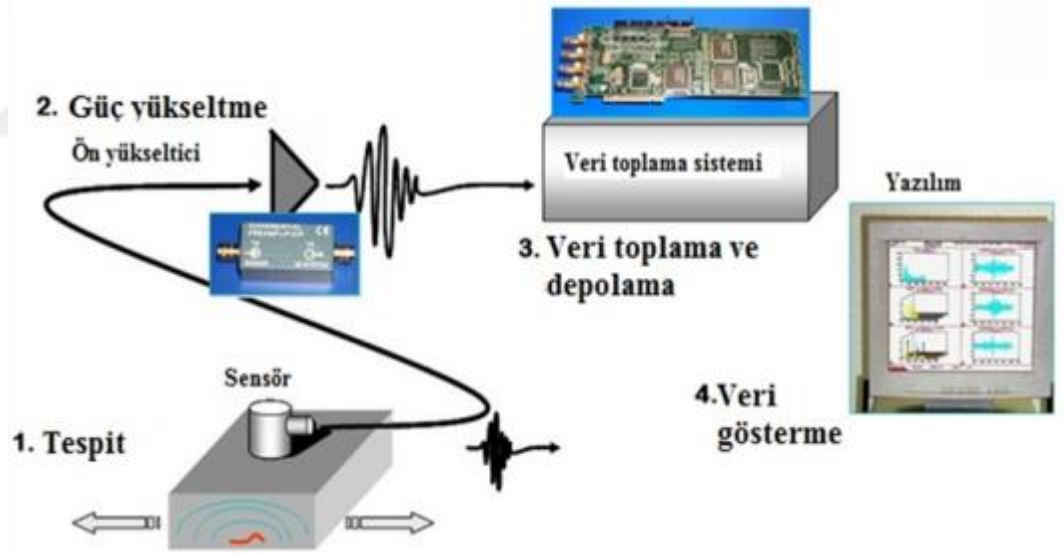 2. Güç yükseltme
Ön yükseltici
Veri toplama sistemi
Yazılım
3. Veri toplama ve
depolama
Sensör
1. Tespit
4.Veri
gösterme